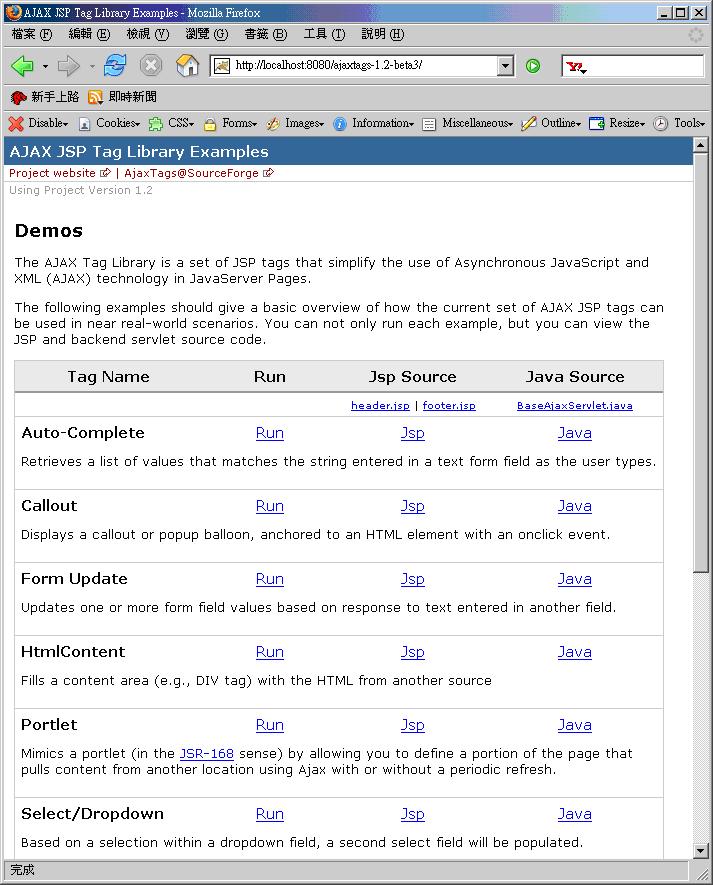 AJAX JSP Tag Library Examples - Mozilla Firefox
檔案 (F) 編輯 (E) 檢視 (V) 瀏覽 (G) 書籤 (B) 工具 (T) 說明 (H)
http://localhost:8080/ajaxtags-1.2-beta3/
新手上路 即時新聞
Disable Cookies CSS Forms Images Information Miscellaneous Outline Resize Tools
AJAX JSP Tag Library Examples
Project website | AjaxTags@SourceForge
Using Project Version 1.2
Demos
The AJAX Tag Library is a set of JSP tags that simplify the use of Asynchronous JavaScript and
XML (AJAX) technology in JavaServer Pages.
The following examples should give a basic overview of how the current set of AJAX JSP tags can
be used in near real-world scenarios. You can not only run each example, but you can view the
JSP and backend servlet source code.
Tag Name Run Jsp Source Java Source
header.jsp | footer.jsp BaseAjaxServlet.java
Auto-Complete Run Jsp Java
Retrieves a list of values that matches the string entered in a text form field as the user types.
Callout Run Jsp Java
Displays a callout or popup balloon, anchored to an HTML element with an onclick event.
Form Update Run Jsp Java
Updates one or more form field values based on response to text entered in another field.
HtmlContent Run Jsp Java
Fills a content area (e.g., DIV tag) with the HTML from another source
Portlet Run Jsp Java
Mimics a portlet (in the JSR-168 sense) by allowing you to define a portion of the page that
pulls content from another location using Ajax with or without a periodic refresh.
Select/Dropdown Run Jsp Java
Based on a selection within a dropdown field, a second select field will be populated.
完成